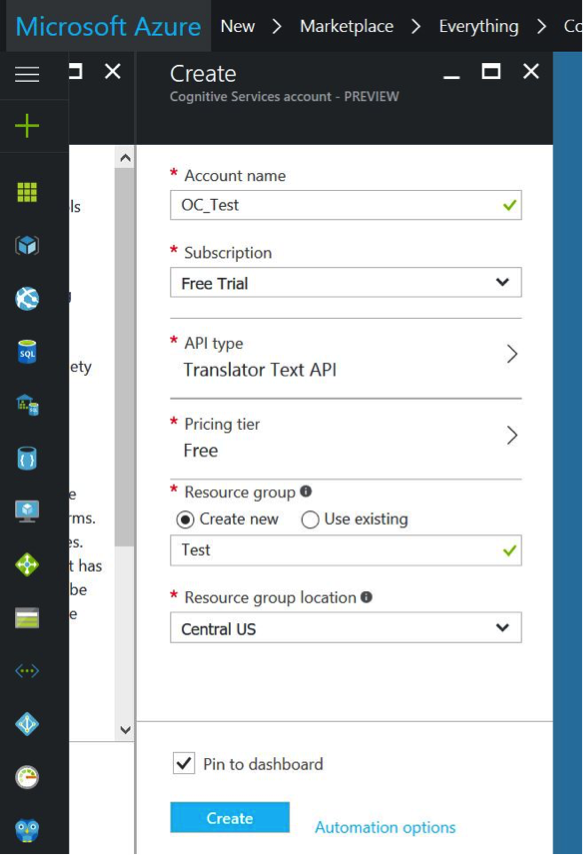 Microsoft Azure New > Marketplace > Everything > Co
Create
Cognitive Services account - PREVIEW
* Account name
OC_Test
* Subscription
Free Trial
* API type
Translator Text API
* Pricing tier
Free
* Resource group
Create new Use existing
Test
* Resource group location
Central US
Pin to dashboard
Create Automation options
ls
ety
e
rms.
es.
t has
be
e
SQL